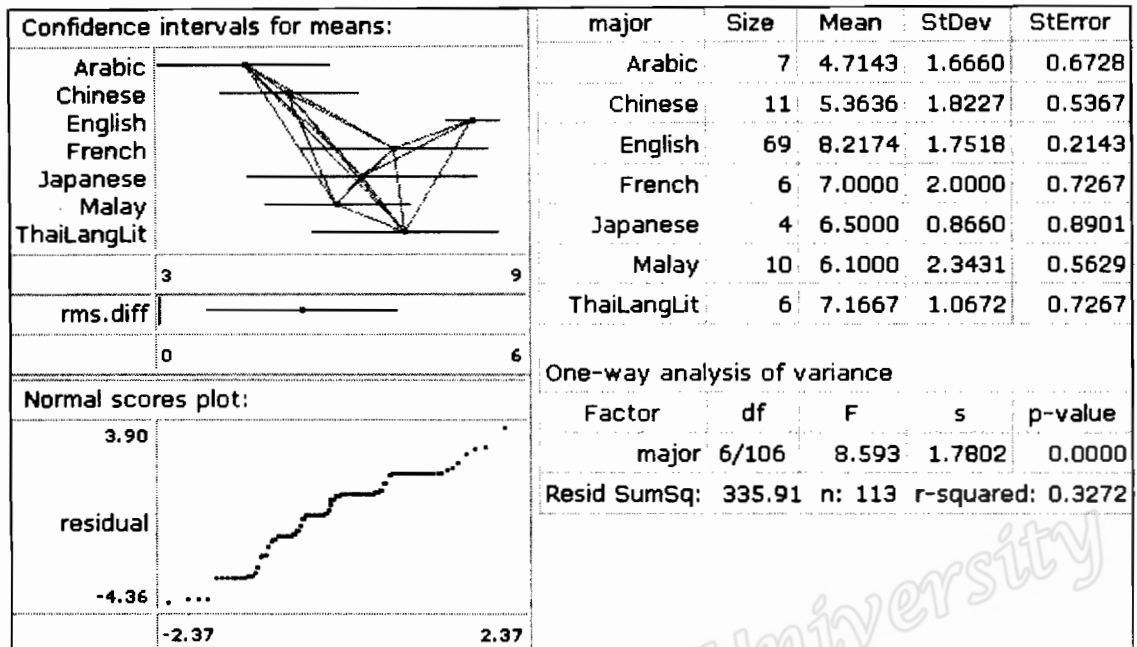 Confidence intervals for means:
Arabic
Chinese
English
French
Japanese
Malay
ThaiLangLit
3 9
rms.diff
0 6
Normal scores plot:
3.90
residual
-4.36
-2.37 2.37
major Size Mean StDev StError
Arabic 7 4.7143 1.6660 0.6728
Chinese 11 5.3636 1.8227 0.5367
English 69 8.2174 1.7518 0.2143
French 6 7.0000 2.0000 0.7267
Japanese 4 6.5000 0.8660 0.8901
Malay 10 6.1000 2.3431 0.5629
ThaiLangLit 6 7.1667 1.0672 0.7267
One-way analysis of variance
Factor df F s p-value
major 6/106 8.593 1.7802 0.0000
Resid SumSq: 335.91 n: 113 r-squared: 0.3272
University